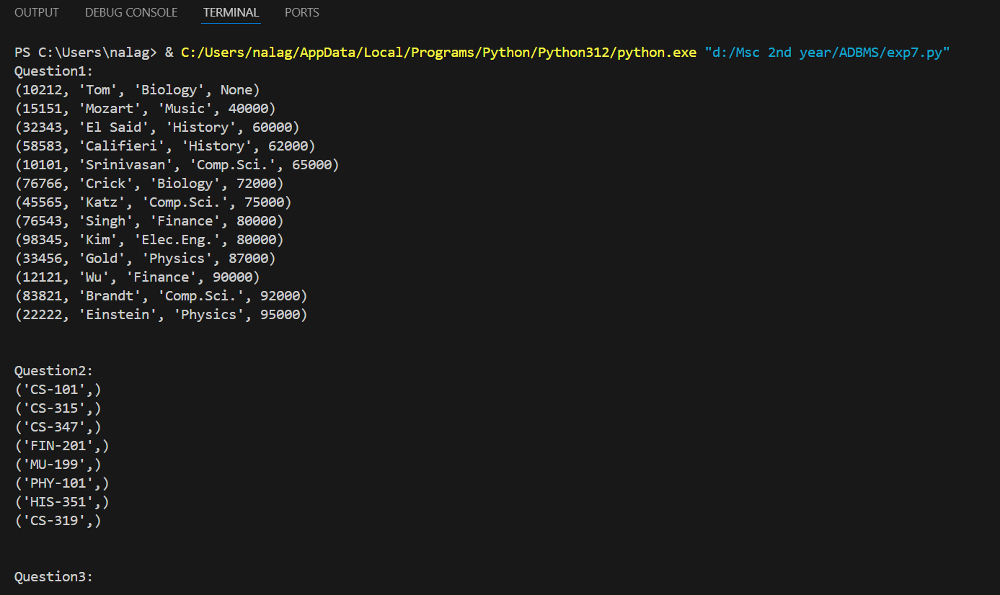 OUTPUT DEBUG CONSOLE TERMINAL PORTS
PS C:\Users\nalag> & C:/Users/nalag/AppData/Local/Programs/Python/Python312/python.exe "d:/Msc 2nd year/ADBMS/exp7.py"
Question1:
(10212, 'Tom', 'Biology', None)
(15151, 'Mozart', 'Music', 40000)
(32343, 'El Said', 'History', 60000)
(58583, 'Califieri', 'History', 62000)
(10101, 'Srinivasan', 'Comp.Sci.', 65000)
(76766, 'Crick', 'Biology', 72000)
(45565, 'Katz', 'Comp.Sci.', 75000)
(76543, 'Singh', 'Finance', 80000)
(98345, 'Kim', 'Elec.Eng.', 80000)
(33456, 'Gold', 'Physics', 87000)
(12121, 'Wu', 'Finance', 90000)
(83821, 'Brandt', 'Comp.Sci.', 92000)
(22222, 'Einstein', 'Physics', 95000)
Question2:
('CS-101',)
('CS-315',)
('CS-347',)
('FIN-201',)
('MU-199',)
('PHY-101',)
('HIS-351',)
('CS-319',)
Question3: